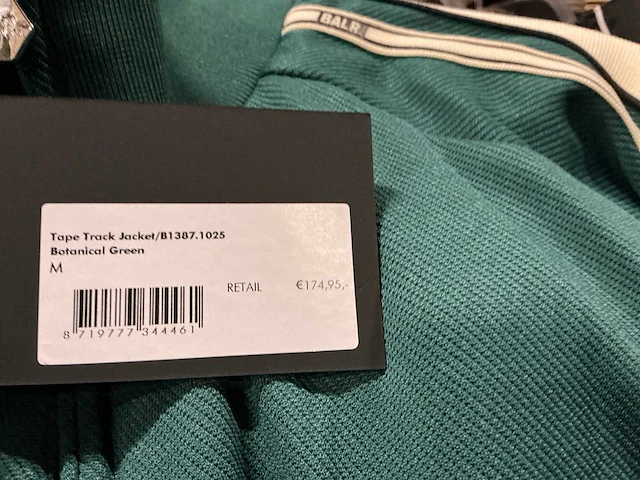 BALR.
Tape Track Jacket/B1387.1025
Botanical Green
M
RETAIL €174,95,-
8 719777 344461